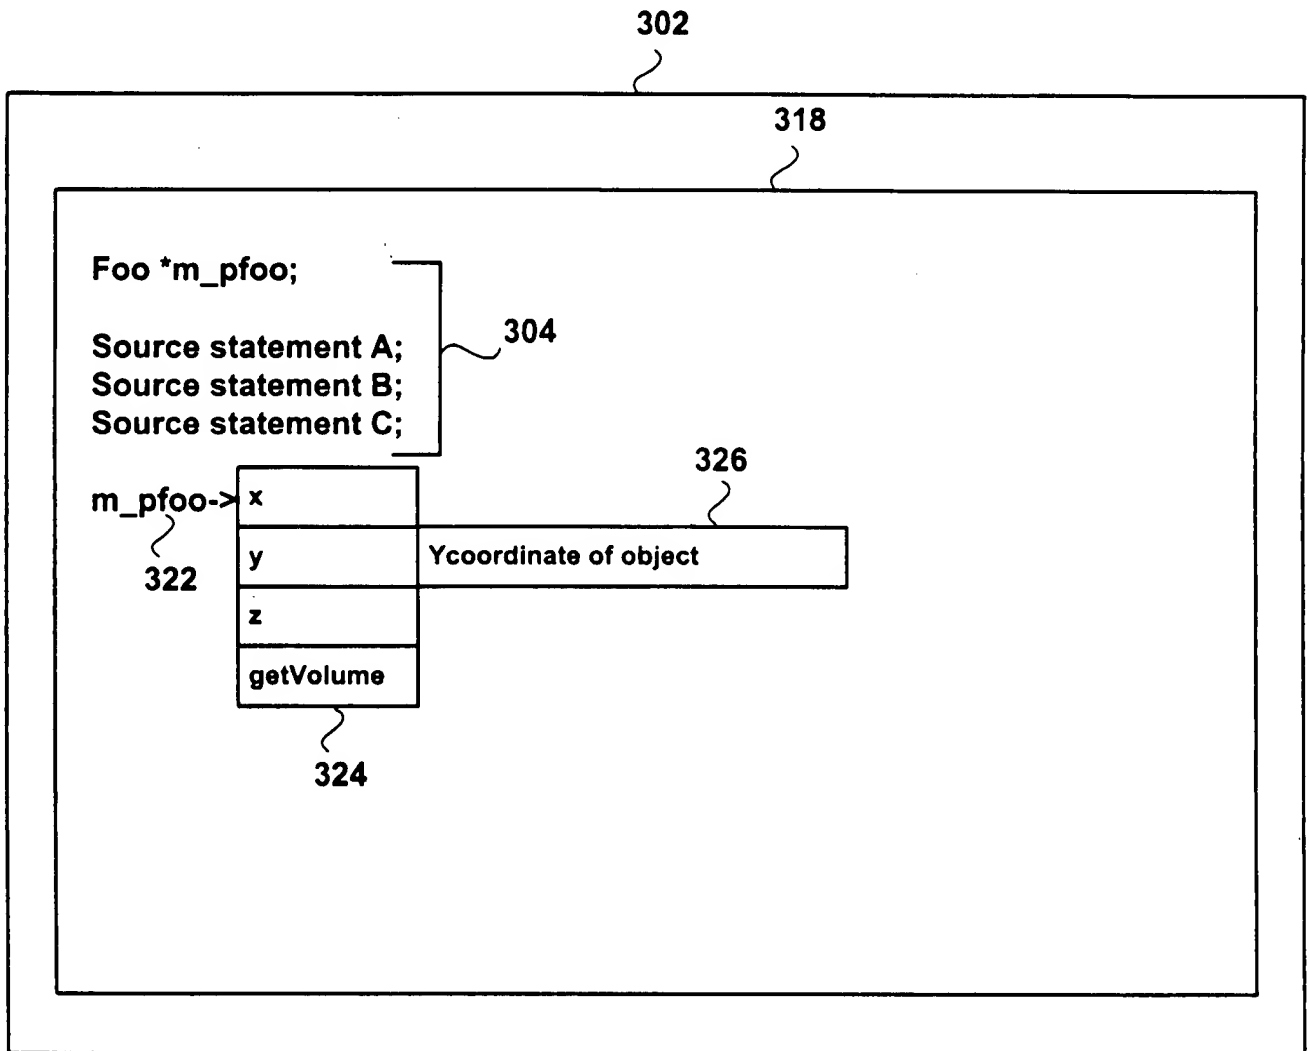 302
318
Foo *m_pfoo;
Source statement A;
304
Source statement B;
Source statement C;
326
m_pfoo-> x
y Ycoordinate of object
322
z
getVolume
324